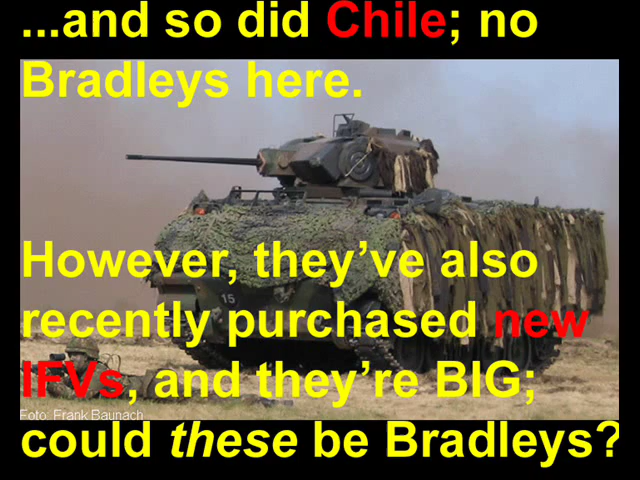 ...and so did Chile; no
Bradleys here.
However, they’ve also
recently purchased new
IFVs, and they’re BIG;
15
Foto: Frank Baunach
could these be Bradleys?